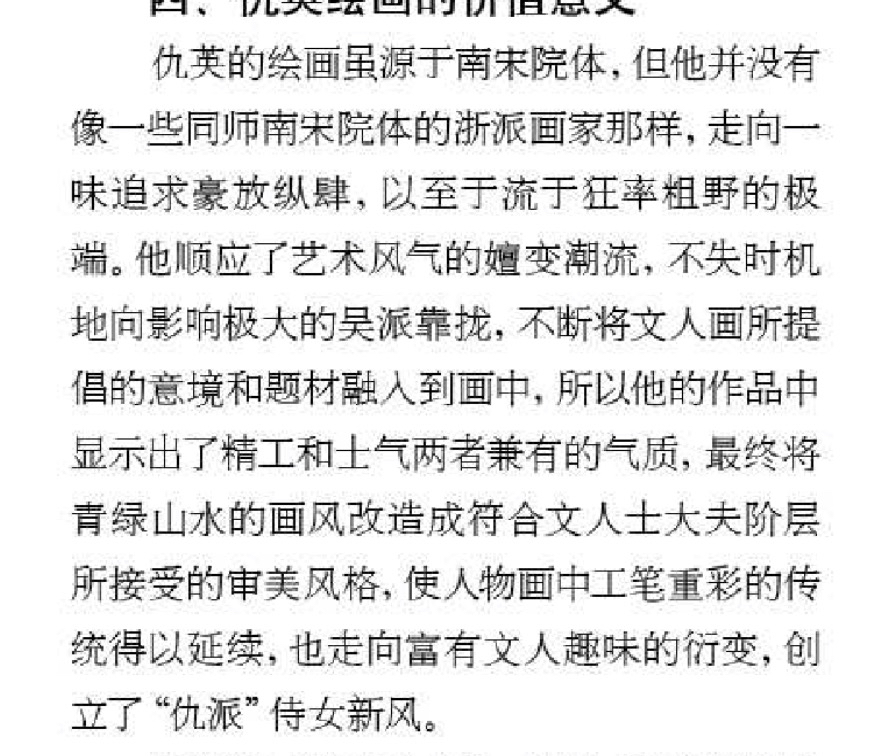 四、仇英绘画的价值意义
仇英的绘画虽源于南宋院体，但他并没有
像一些同师南宋院体的浙派画家那样，走向一
味追求豪放纵肆，以至于流于狂率粗野的极
端。他顺应了艺术风气的嬗变潮流，不失时机
地向影响极大的吴派靠拢，不断将文人画所提
倡的意境和题材融入到画中，所以他的作品中
显示出了精工和士气两者兼有的气质，最终将
青绿山水的画风改造成符合文人士大夫阶层
所接受的审美风格，使人物画中工笔重彩的传
统得以延续，也走向富有文人趣味的衍变，创
立了“仇派”侍女新风。